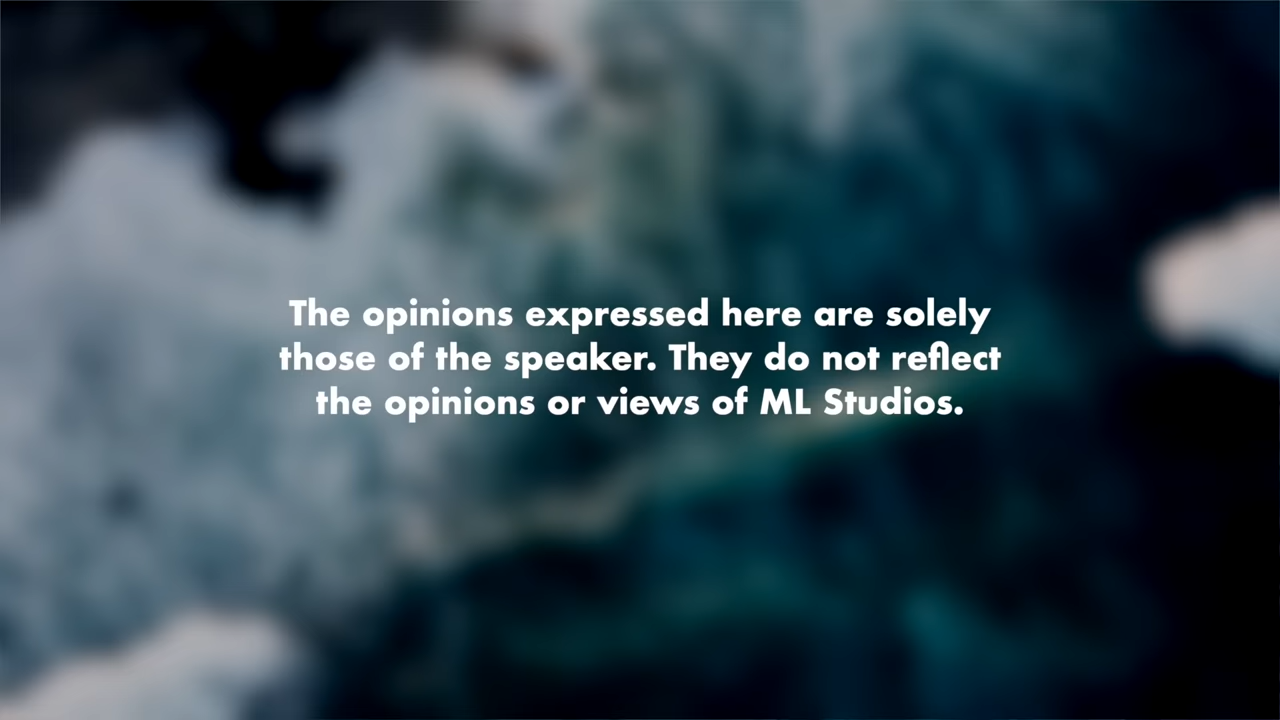 The opinions expressed here are solely
those of the speaker. They do not reflect
the opinions or views of ML Studios.